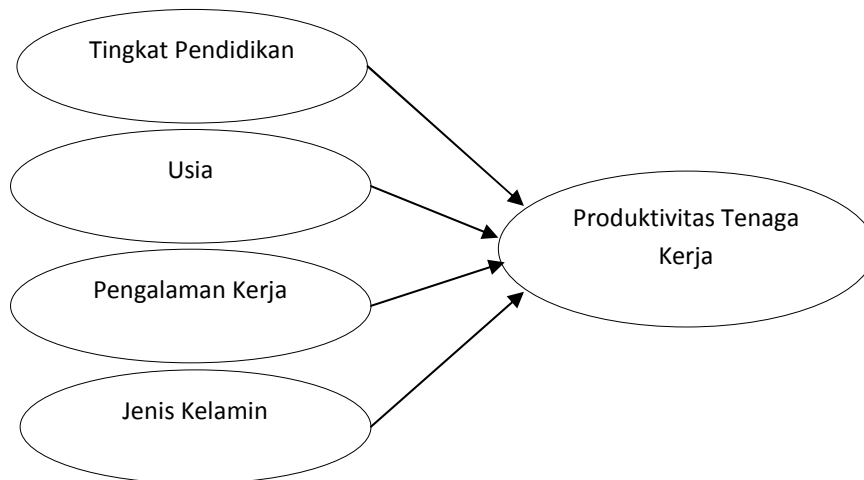 Tingkat Pendidikan
Usia
Produktivitas Tenaga
Kerja
Pengalaman Kerja
Jenis Kelamin